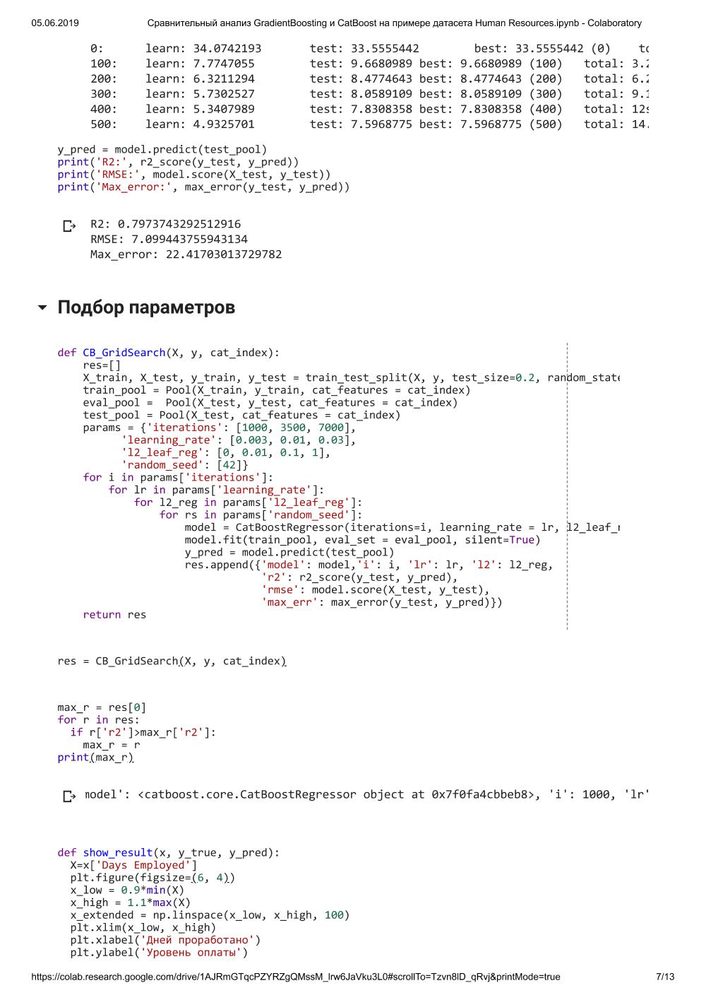 05.06.2019 Сравнительный анализ GradientBoosting и CatBoost на примере датасета Human Resources.ipynb - Colaboratory
0: learn: 34.0742193 test: 33.5555442 best: 33.5555442 (0)
100: learn: 7.7747055 test: 9.6680989 best: 9.6680989 (100) total: 3.2
200: learn: 6.3211294 test: 8.4774643 best: 8.4774643 (200) total: 6.2
300: learn: 5.7302527 test: 8.0589109 best: 8.0589109 (300) total: 9.1
400: learn: 5.3407989 test: 7.8308358 best: 7.8308358 (400) total: 12s
500: learn: 4.9325701 test: 7.5968775 best: 7.5968775 (500) total: 14.
y_pred = model.predict(test_pool)
print('R2:', r2_score(y_test, y_pred))
print('RMSE:', model.score(X_test, y_test))
print('Max_error:', max_error(y_test, y_pred))
R2: 0.7973743292512916
RMSE: 7.099443755943134
Max_error: 22.41703013729782
Подбор параметров
def CB_GridSearch(X, y, cat_index):
res=[]
X_train, X_test, y_train, y_test = train_test_split(X, y, test_size=0.2, random_state
train_pool = Pool(X_train, y_train, cat_features = cat_index)
eval_pool =  Pool(X_test, y_test, cat_features = cat_index)
test_pool = Pool(X_test, cat_features = cat_index)
params = {'iterations': [1000, 3500, 7000],
'learning_rate': [0.003, 0.01, 0.03],
'l2_leaf_reg': [0, 0.01, 0.1, 1],
'random_seed': [42]}
for i in params['iterations']:
for lr in params['learning_rate']:
for l2_reg in params['l2_leaf_reg']:
for rs in params['random_seed']:
model = CatBoostRegressor(iterations=i, learning_rate = lr, l2_leaf_r
model.fit(train_pool, eval_set = eval_pool, silent=True)
y_pred = model.predict(test_pool)
res.append({'model': model,'i': i, 'lr': lr, 'l2': l2_reg,
'r2': r2_score(y_test, y_pred),
'rmse': model.score(X_test, y_test),
'max_err': max_error(y_test, y_pred)})
return res
res = CB_GridSearch(X, y, cat_index)
max_r = res[0]
for r in res:
if r['r2']>max_r['r2']:
max_r = r
print(max_r)
model': <catboost.core.CatBoostRegressor object at 0x7f0fa4cbbeb8>, 'i': 1000, 'lr'
def show_result(x, y_true, y_pred):
X=x['Days Employed']
plt.figure(figsize=(6, 4))
x_low = 0.9*min(X)
x_high = 1.1*max(X)
x_extended = np.linspace(x_low, x_high, 100)
plt.xlim(x_low, x_high)
plt.xlabel('Дней проработано')
plt.ylabel('Уровень оплаты')
https://colab.research.google.com/drive/1AJRmGTqcPZYRZgQMssM_lrw6JaVku3L0#scrollTo=Tzvn8lD_qRvj&printMode=true 7/13